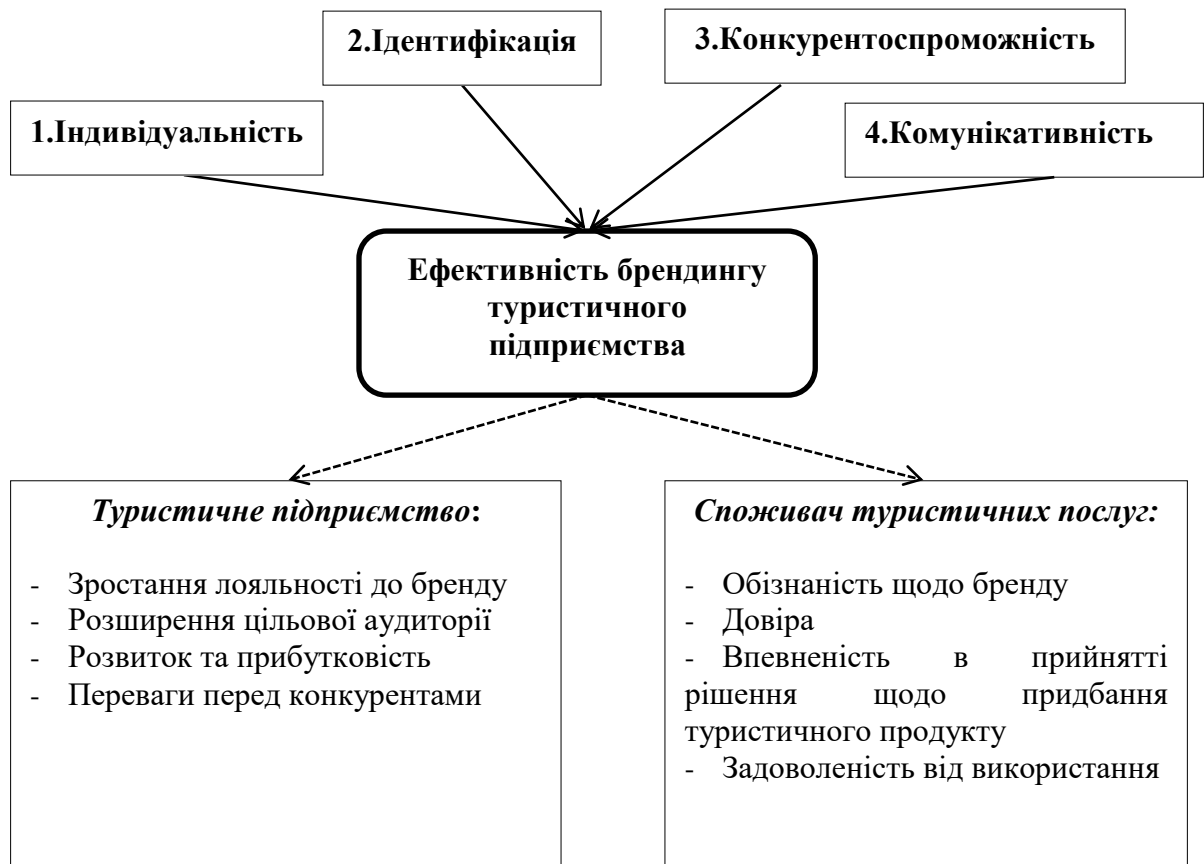 2.Ідентифікація
3.Конкурентоспроможність
1.Індивідуальність
4.Комунікативність
Ефективність брендингу
туристичного
підприємства
Туристичне підприємство:
- Зростання лояльності до бренду
- Розширення цільової аудиторії
- Розвиток та прибутковість
- Переваги перед конкурентами
Споживач туристичних послуг:
- Обізнаність щодо бренду
- Довіра
- Впевненість в прийнятті
рішення щодо придбання
туристичного продукту
- Задоволеність від використання